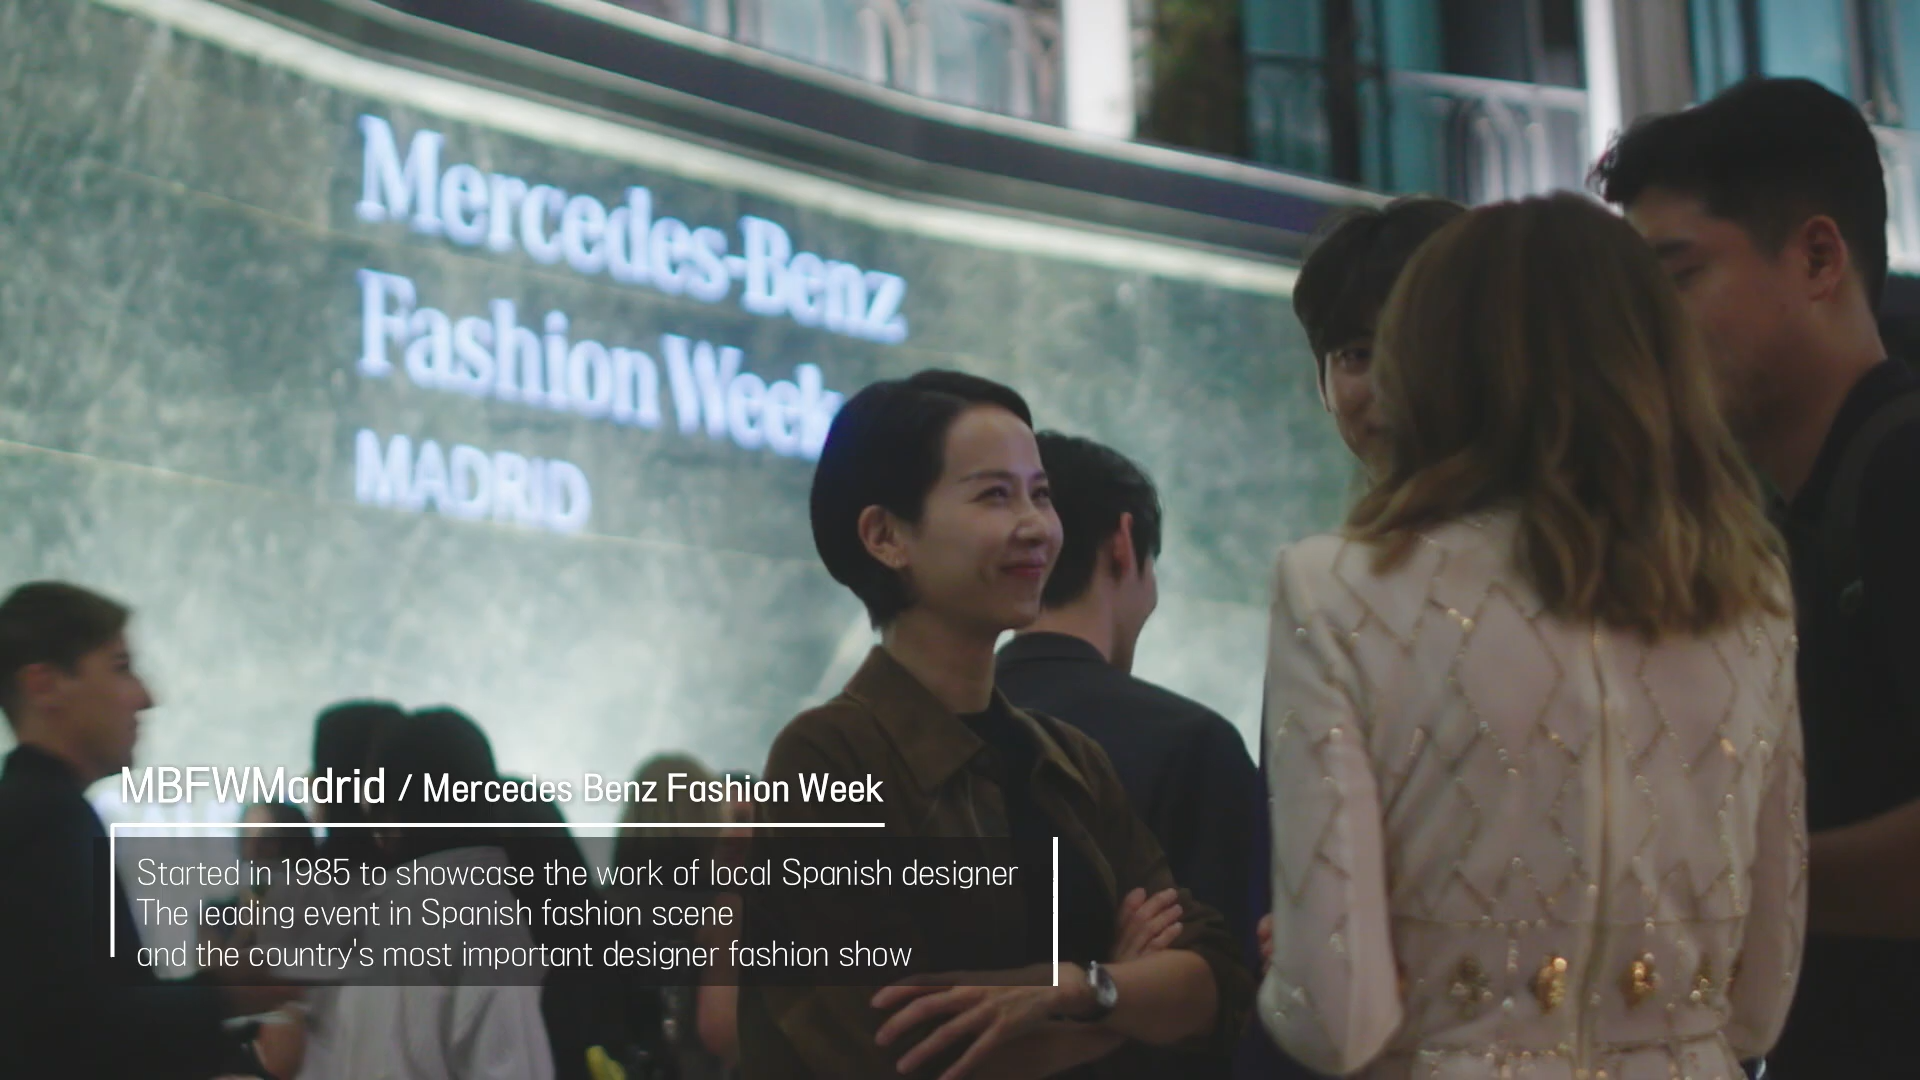 Mercedes-Benz
Fashion Week
MADRID
MBFWMadrid / Mercedes Benz Fashion Week
Started in 1985 to showcase the work of local Spanish designer
The leading event in Spanish fashion scene
and the country's most important designer fashion show